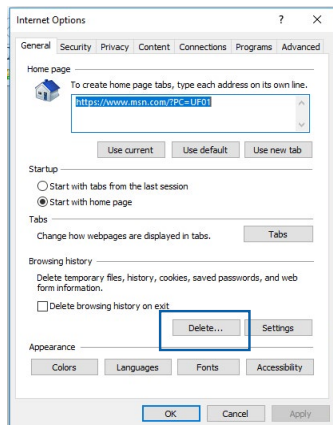 Internet Options ? ×
General Security Privacy Content Connections Programs Advanced
Home page
To create home page tabs, type each address on its own line.
https://www.msn.com/?PC=UF01
Use current Use default Use new tab
Startup
Start with tabs from the last session
Start with home page
Tabs
Change how webpages are displayed in tabs. Tabs
Browsing history
Delete temporary files, history, cookies, saved passwords, and web
form information.
Delete browsing history on exit
Delete... Settings
Appearance
Colors Languages Fonts Accessibility
OK Cancel Apply